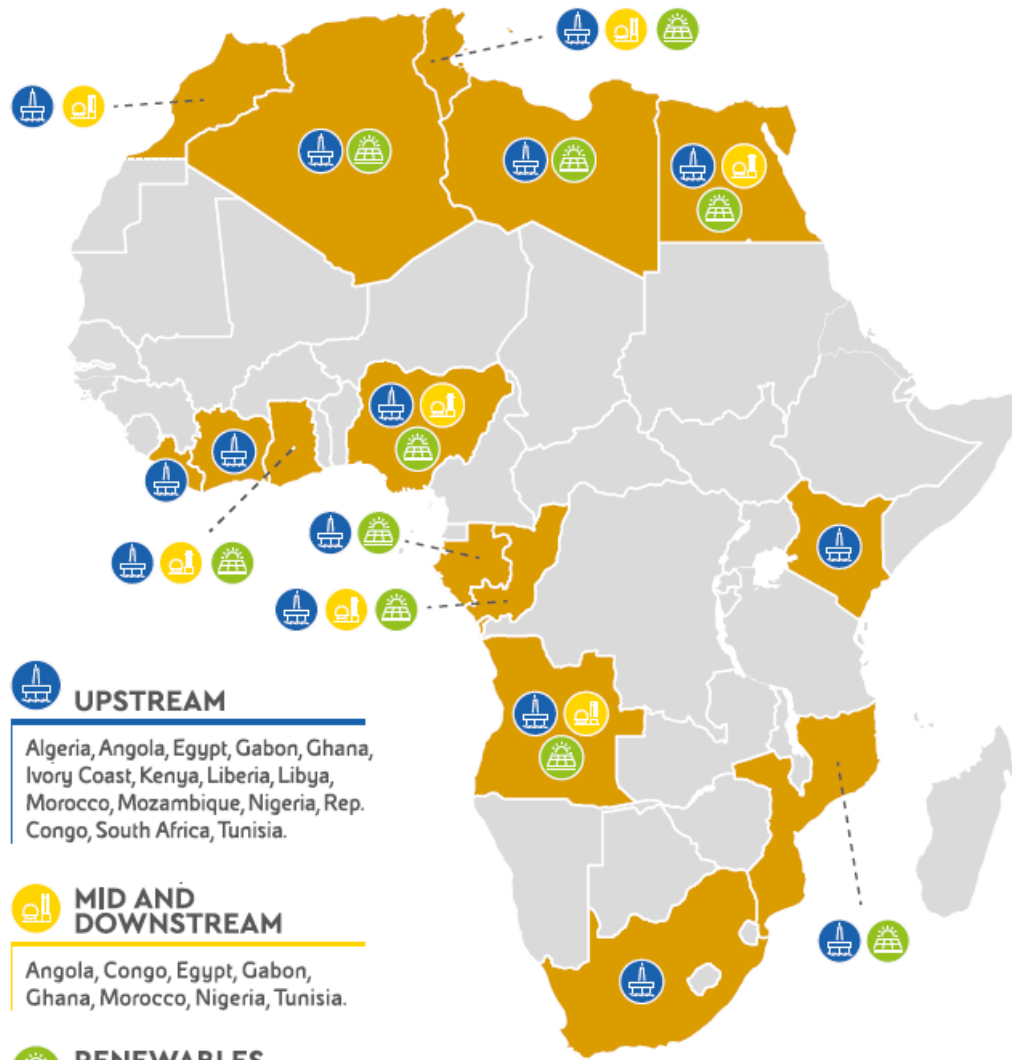 UPSTREAM
Algeria, Angola, Egypt, Gabon, Ghana,
Ivory Coast, Kenya, Liberia, Libya,
Morocco, Mozambique, Nigeria, Rep.
Congo, South Africa, Tunisia.
MID AND
DOWNSTREAM
Angola, Congo, Egypt, Gabon,
Ghana, Morocco, Nigeria, Tunisia.
RENEWABLES